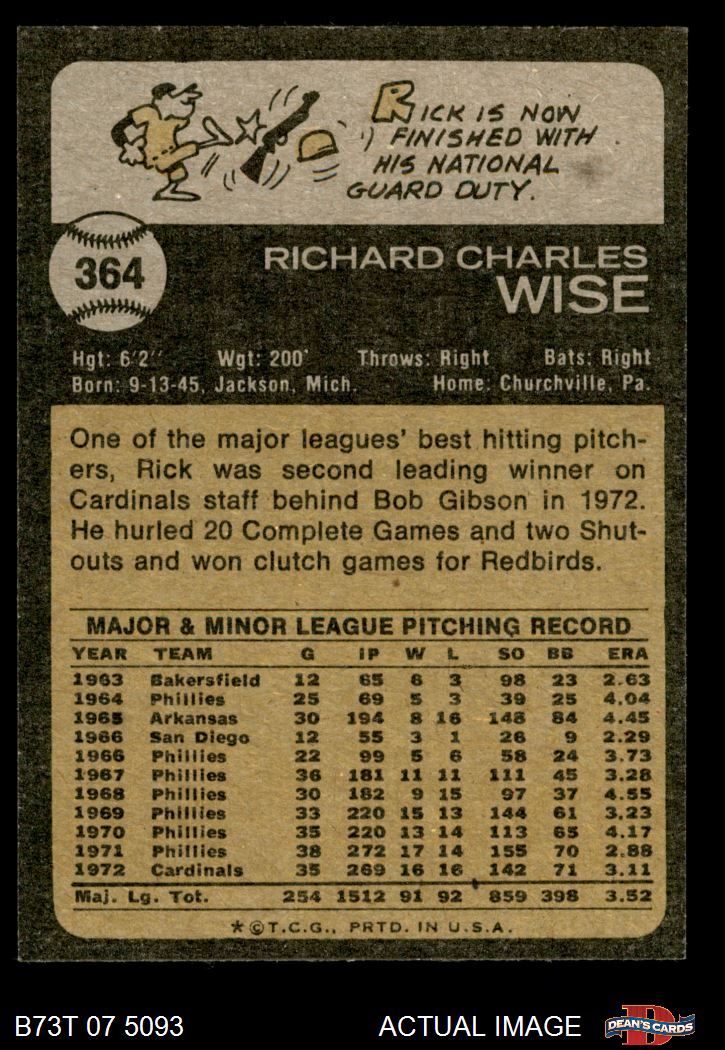 RICK IS NOW
FINISHED WITH
HIS NATIONAL
GUARD DUTY.
364
RICHARD CHARLES
WISE
Hgt: 6'2" Wgt: 200' Throws: Right Bats: Right
Born: 9-13-45, Jackson, Mich. Home: Churchville, Pa.
One of the major leagues' best hitting pitch-
ers, Rick was second leading winner on
Cardinals staff behind Bob Gibson in 1972.
He hurled 20 Complete Games and two Shut-
outs and won clutch games for Redbirds.
MAJOR & MINOR LEAGUE PITCHING RECORD
YEAR TEAM G IP W L SO BB ERA
1963 Bakersfield 12 65 6 3 98 23 2.63
1964 Phillies 25 69 5 3 39 25 4.04
1965 Arkansas 30 194 8 16 148 84 4.45
1966 San Diego 12 55 3 1 26 9 2.29
1966 Phillies 22 99 5 6 58 24 3.73
1967 Phillies 36 181 11 11 111 45 3.28
1968 Phillies 30 182 9 15 97 37 4.55
1969 Phillies 33 220 15 13 144 61 3.23
1970 Phillies 35 220 13 14 113 65 4.17
1971 Phillies 38 272 17 14 155 70 2.88
1972 Cardinals 35 269 16 16 142 71 3.11
Maj. Lg. Tot. 254 1512 91 92 859 398 3.52
*©T.C.G., PRTD. IN U.S.A.
B73T 07 5093 ACTUAL IMAGE DEAN'S CARDS